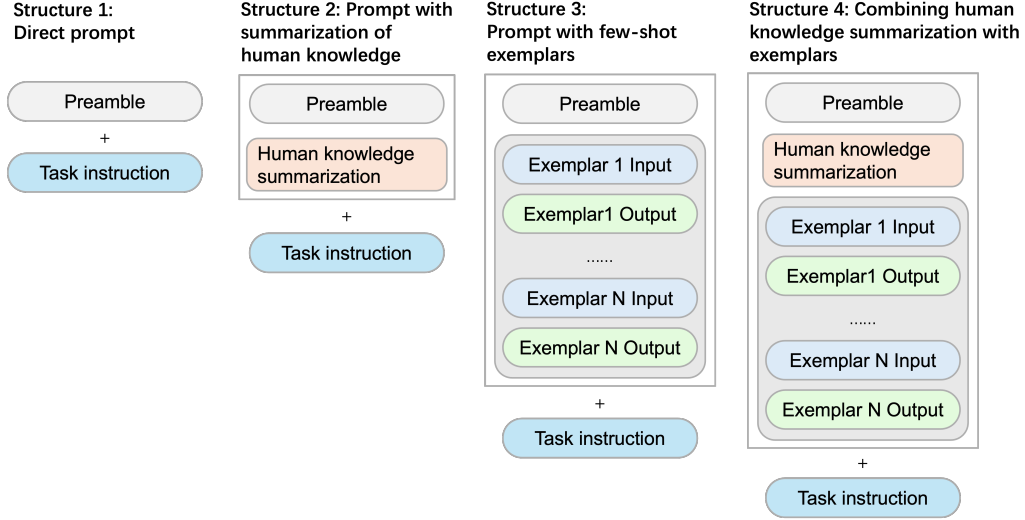 Structure 1:
Direct prompt
Preamble
+
Task instruction
Structure 2: Prompt with
summarization of
human knowledge
Preamble
Human knowledge
summarization
+
Task instruction
Structure 3:
Prompt with few-shot
exemplars
Preamble
Exemplar 1 Input
Exemplar1 Output
......
Exemplar N Input
Exemplar N Output
+
Task instruction
Structure 4: Combining human
knowledge summarization with
exemplars
Preamble
Human knowledge
summarization
Exemplar 1 Input
Exemplar1 Output
......
Exemplar N Input
Exemplar N Output
+
Task instruction